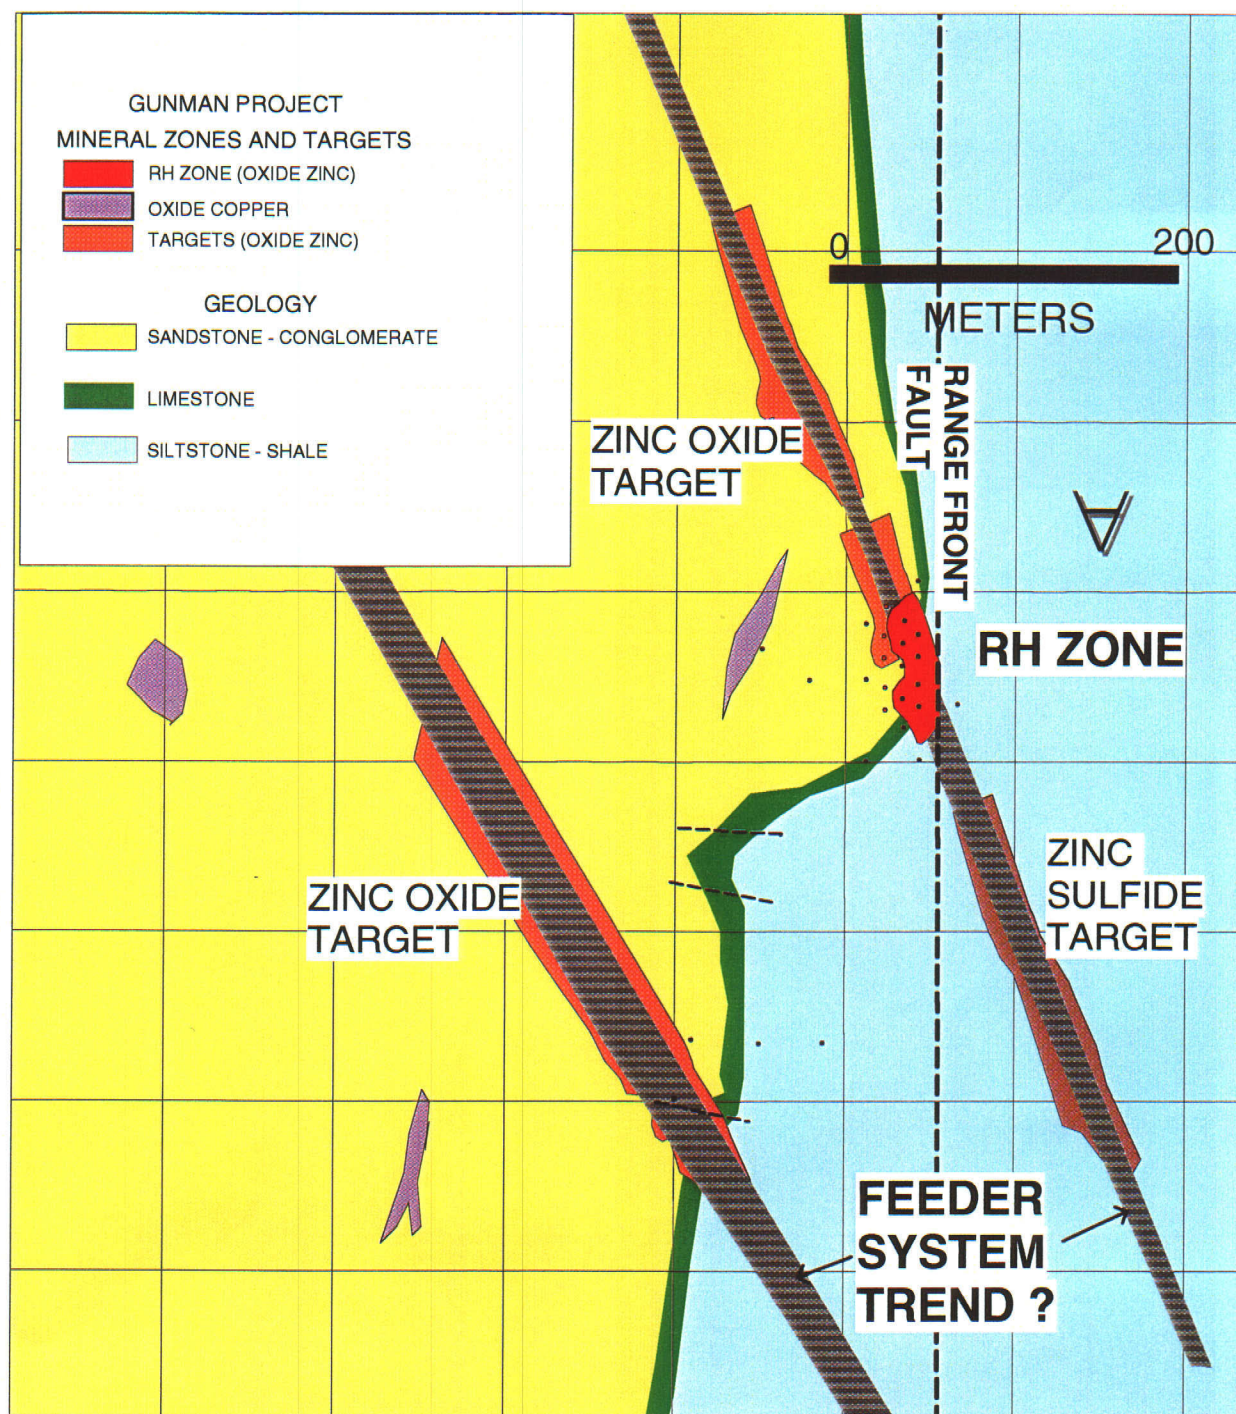 GUNMAN PROJECT
MINERAL ZONES AND TARGETS
RH ZONE (OXIDE ZINC)
OXIDE COPPER
TARGETS (OXIDE ZINC)
GEOLOGY
SANDSTONE - CONGLOMERATE
LIMESTONE
SILTSTONE - SHALE
0 200
METERS
RANGE FRONT
FAULT
ZINC OXIDE
TARGET
RH ZONE
ZINC
SULFIDE
TARGET
ZINC OXIDE
TARGET
FEEDER
SYSTEM
TREND ?